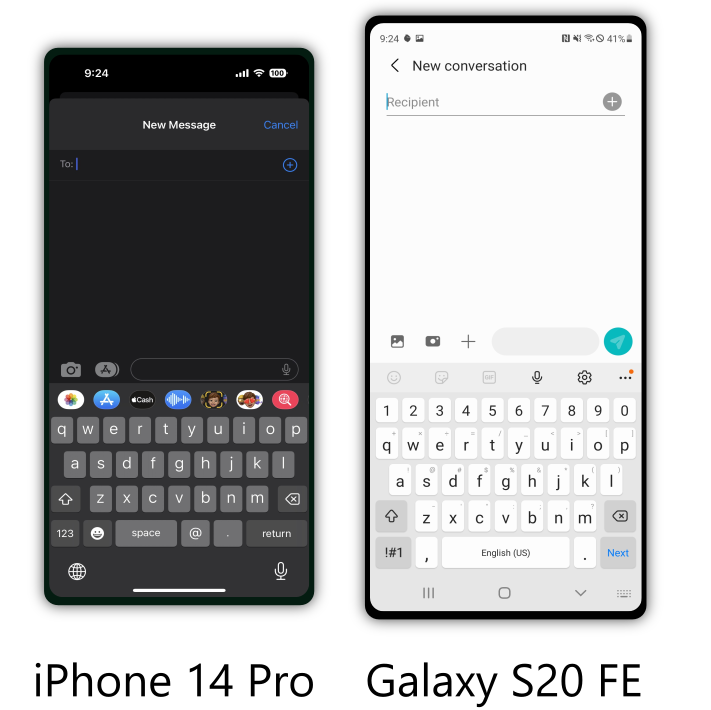 9:24
100
New Message
Cancel
To:
Cash
q w e r t y u i o p
a s d f g h j k l
z x c v b n m
123 space @ . return
9:24 41%
New conversation
Recipient
GIF
1 2 3 4 5 6 7 8 9 0
q w e r t y u i o p
a s d f g h j k l
z x c v b n m
!#1 , English (US) . Next
iPhone 14 Pro
Galaxy S20 FE